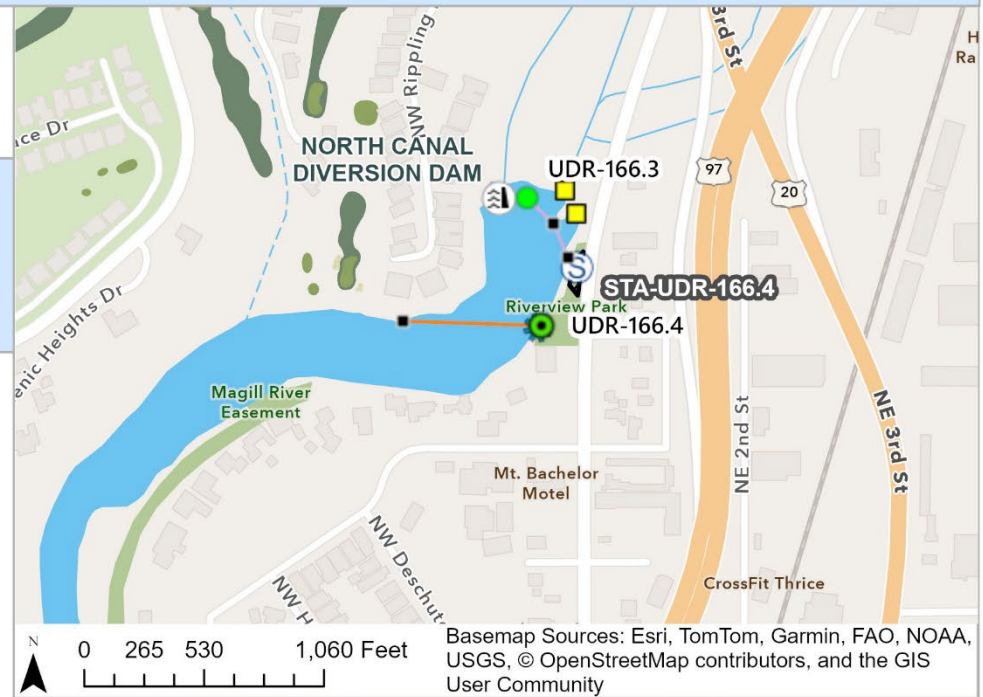 3rd St
H
Ra
NW Rippling
ace Dr
NORTH CANAL
DIVERSION DAM
UDR-166.3
97
20
S
STA-UDR-166.4
Riverview Park
UDR-166.4
enic Heights Dr
Magill River
Easement
NE 2nd St
NE 3rd St
Mt. Bachelor
Motel
NW Deschut
NW H
CrossFit Thrice
N
0 265 530 1,060 Feet
Basemap Sources: Esri, TomTom, Garmin, FAO, NOAA,
USGS, © OpenStreetMap contributors, and the GIS
User Community